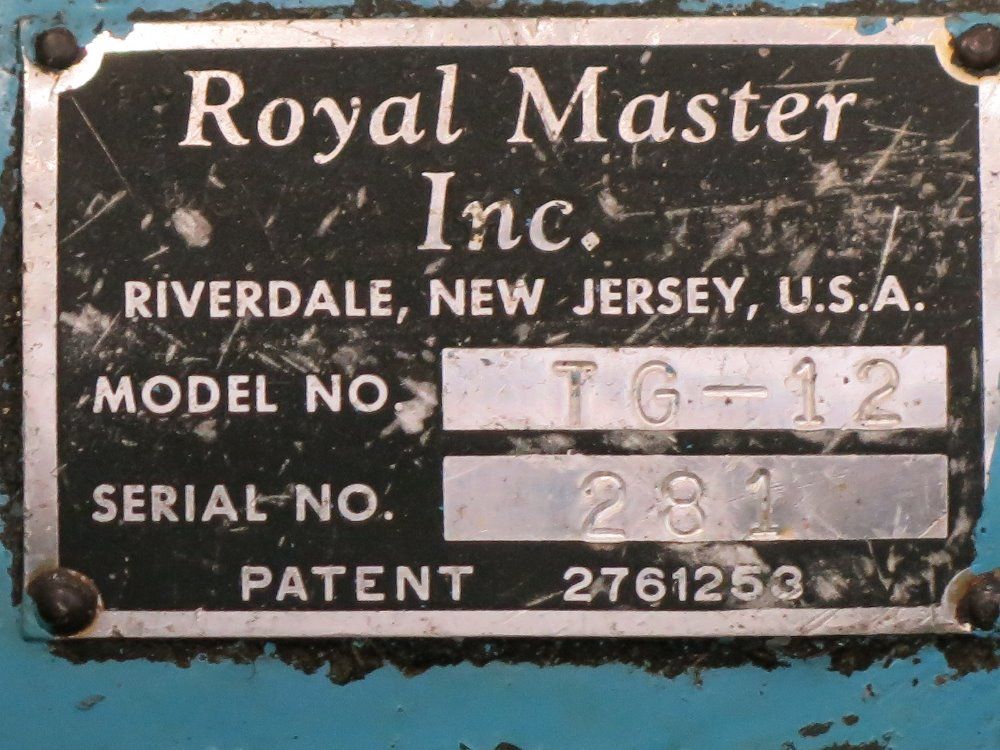 Royal Master
Inc.
RIVERDALE, NEW JERSEY, U.S.A.
MODEL NO. TG-12
SERIAL NO. 281
PATENT 2761253